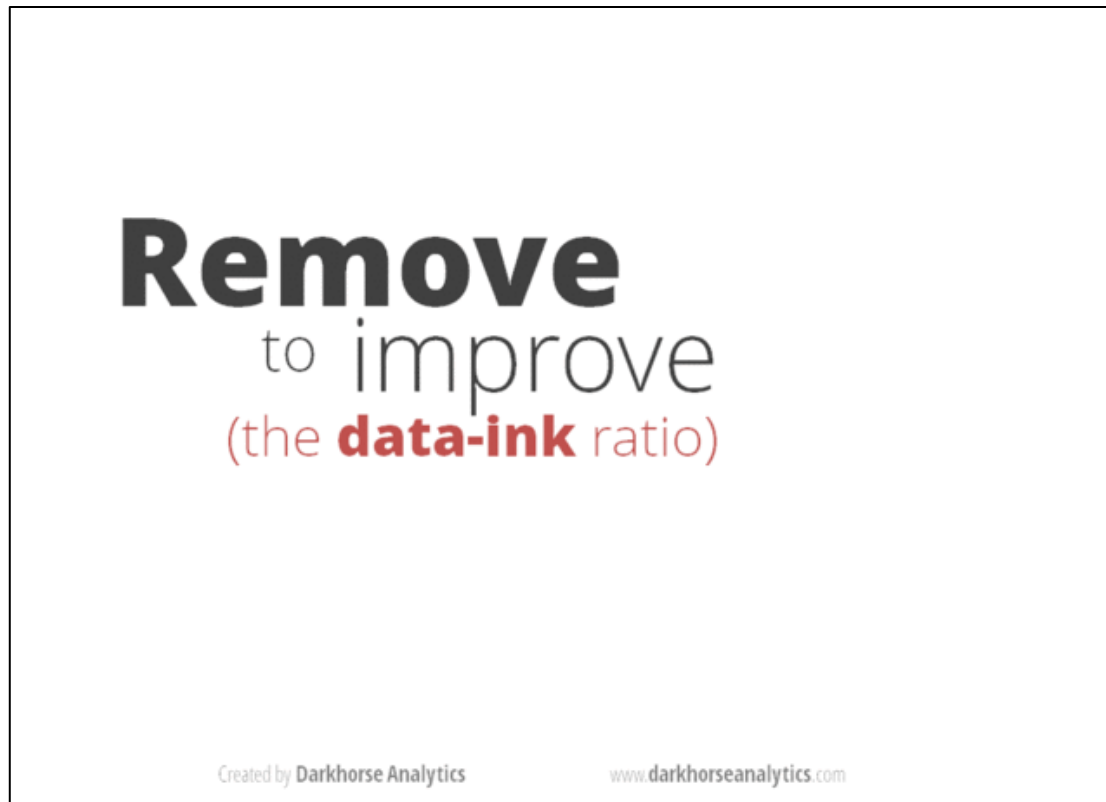 Remove
to improve
(the data-ink ratio)
Created by Darkhorse Analytics www.darkhorseanalytics.com